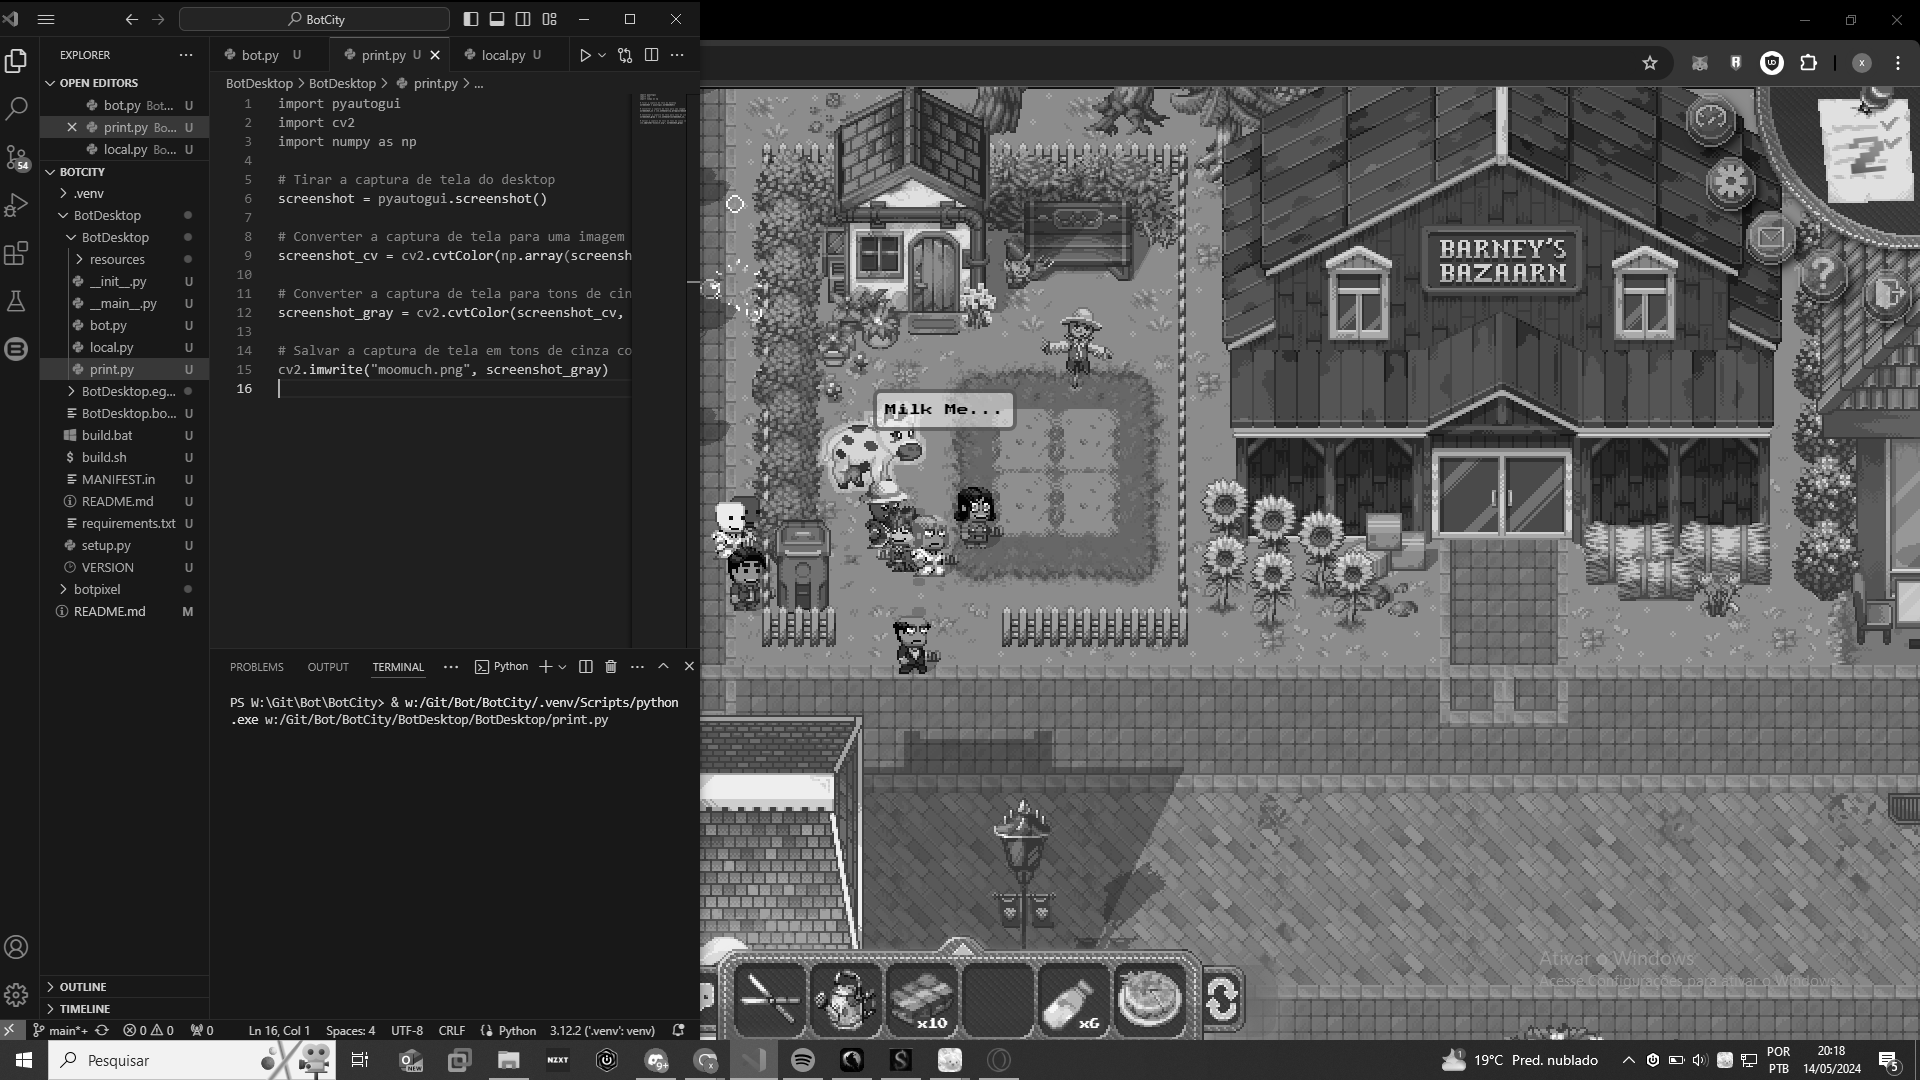 BotCity
EXPLORER
OPEN EDITORS
bot.py Bot... U
print.py Bo... U
local.py Bo... U
BOTCITY
.venv
BotDesktop
BotDesktop
resources
__init__.py U
__main__.py U
bot.py U
local.py U
print.py U
BotDesktop.eg...
BotDesktop.bo... U
build.bat U
build.sh U
MANIFEST.in U
README.md U
requirements.txt U
setup.py U
VERSION U
botpixel
README.md M
OUTLINE
TIMELINE
54
bot.py U
print.py U
local.py U
BotDesktop > BotDesktop > print.py > ...
1 import pyautogui
2 import cv2
3 import numpy as np
4
5 # Tirar a captura de tela do desktop
6 screenshot = pyautogui.screenshot()
7
8 # Converter a captura de tela para uma imagem
9 screenshot_cv = cv2.cvtColor(np.array(screensh
10
11 # Converter a captura de tela para tons de cin
12 screenshot_gray = cv2.cvtColor(screenshot_cv,
13
14 # Salvar a captura de tela em tons de cinza co
15 cv2.imwrite("moomuch.png", screenshot_gray)
16
PROBLEMS OUTPUT TERMINAL ... Python
PS W:\Git\Bot\BotCity> & w:/Git/Bot/BotCity/.venv/Scripts/python
.exe w:/Git/Bot/BotCity/BotDesktop/BotDesktop/print.py
main*+ 0 0 0 Ln 16, Col 1 Spaces: 4 UTF-8 CRLF Python 3.12.2 ('.venv': venv)
x
BARNEY'S
BAZAARN
?
Milk Me...
x10
x6
Ativar o Windows
Acesse Configurações para ativar o Windows.
Pesquisar
NEW
NZXT
9+
19°C Pred. nublado
POR
PTB
20:18
14/05/2024
5